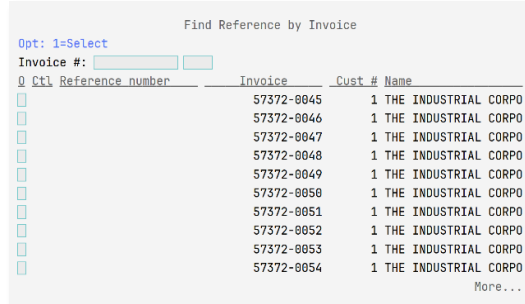 Find Reference by Invoice
Opt: 1=Select
Invoice #:
O Ctl Reference number Invoice Cust # Name
57372-0045 1 THE INDUSTRIAL CORPO
57372-0046 1 THE INDUSTRIAL CORPO
57372-0047 1 THE INDUSTRIAL CORPO
57372-0048 1 THE INDUSTRIAL CORPO
57372-0049 1 THE INDUSTRIAL CORPO
57372-0050 1 THE INDUSTRIAL CORPO
57372-0051 1 THE INDUSTRIAL CORPO
57372-0052 1 THE INDUSTRIAL CORPO
57372-0053 1 THE INDUSTRIAL CORPO
57372-0054 1 THE INDUSTRIAL CORPO
More...